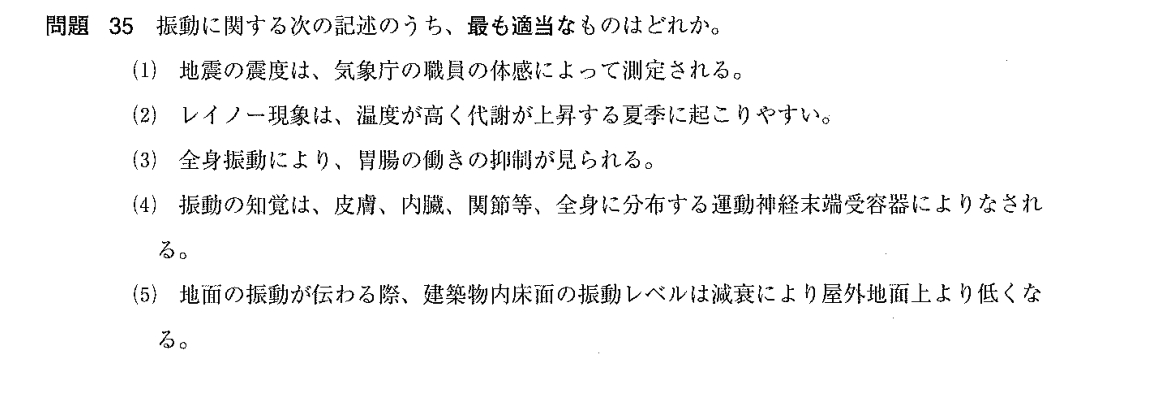 問題 35 振動に関する次の記述のうち、最も適当なものはどれか。
(1) 地震の震度は、気象庁の職員の体感によって測定される。
(2) レイノー現象は、温度が高く代謝が上昇する夏季に起こりやすい。
(3) 全身振動により、胃腸の働きの抑制が見られる。
(4) 振動の知覚は、皮膚、内臓、関節等、全身に分布する運動神経末端受容器によりなされ
る。
(5) 地面の振動が伝わる際、建築物内床面の振動レベルは減衰により屋外地面上より低くな
る。